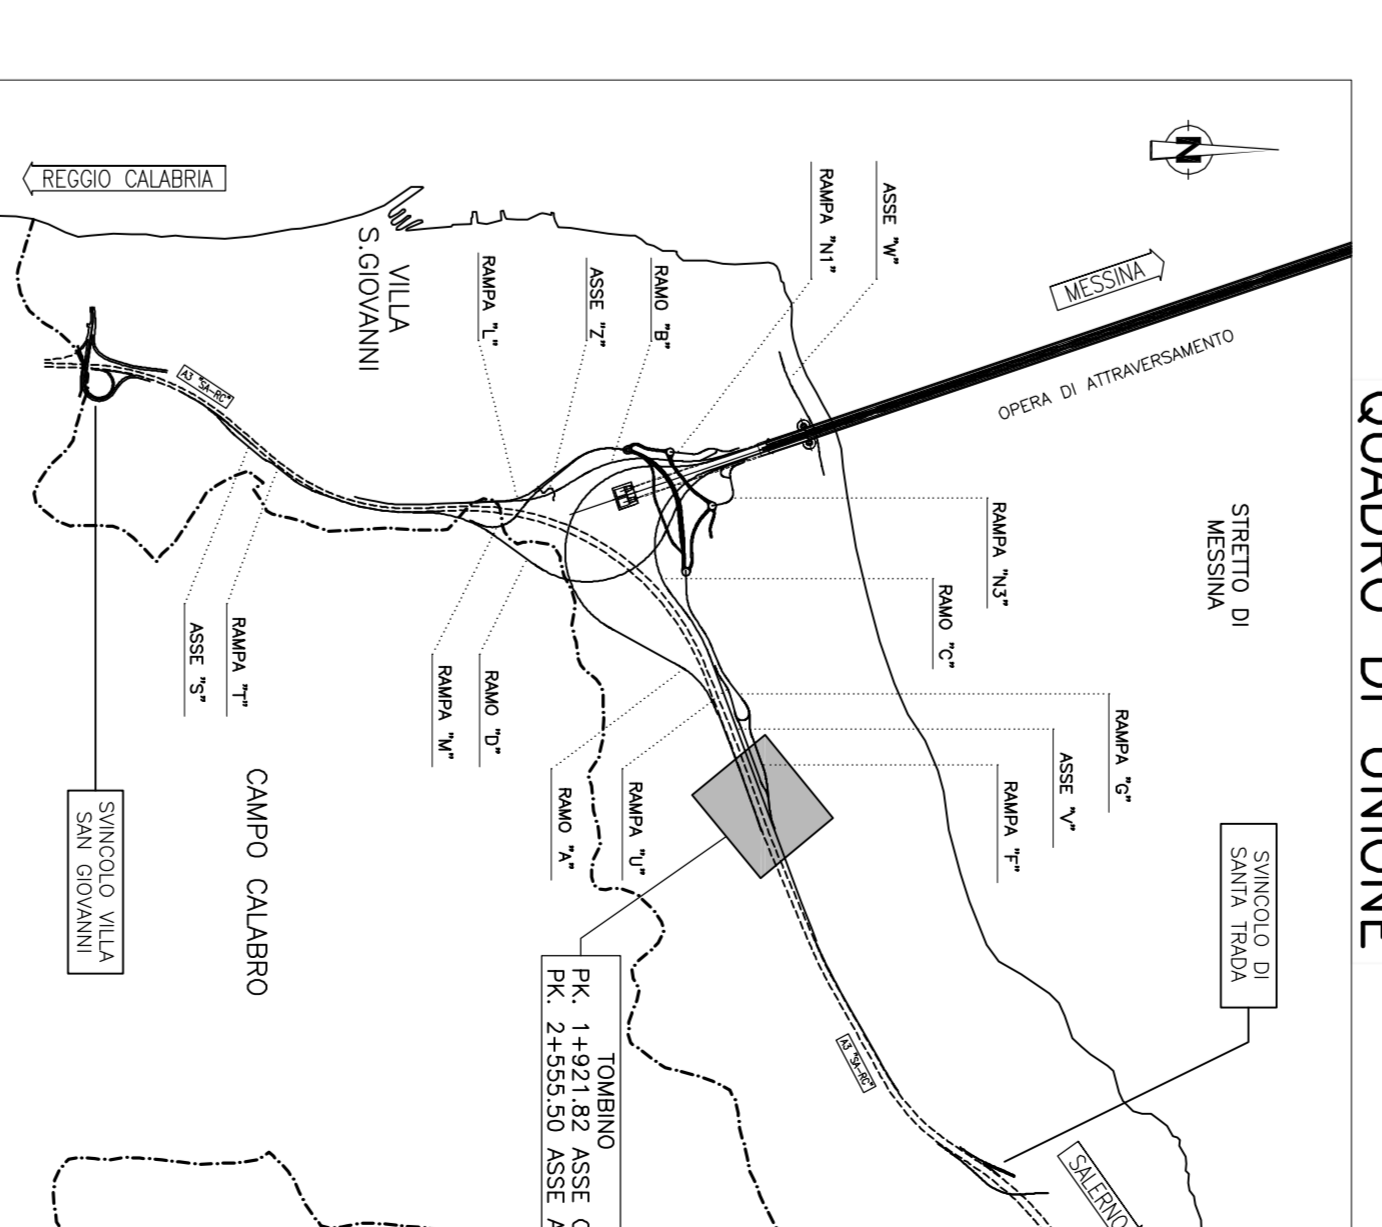 QUADRO DI UNIONE
N
REGGIO CALABRIA
MESSINA
OPERA DI ATTRAVERSAMENTO
STRETTO DI
MESSINA
VILLA
S.GIOVANNI
ASSE "W"
RAMPA "N1"
RAMO "B"
ASSE "Z"
RAMPA "L"
A3 "SA-RC"
RAMPA "N3"
RAMO "C"
RAMPA "G"
ASSE "V"
RAMPA "F"
RAMPA "T"
ASSE "S"
RAMO "D"
RAMPA "M"
RAMPA "U"
RAMO "A"
CAMPO CALABRO
SVINCOLO VILLA
SAN GIOVANNI
SVINCOLO DI
SANTA TRADA
TOMBINO
PK. 1+921.82 ASSE
PK. 2+555.50 ASSE A
A3 "SA-RC"
SALERNO